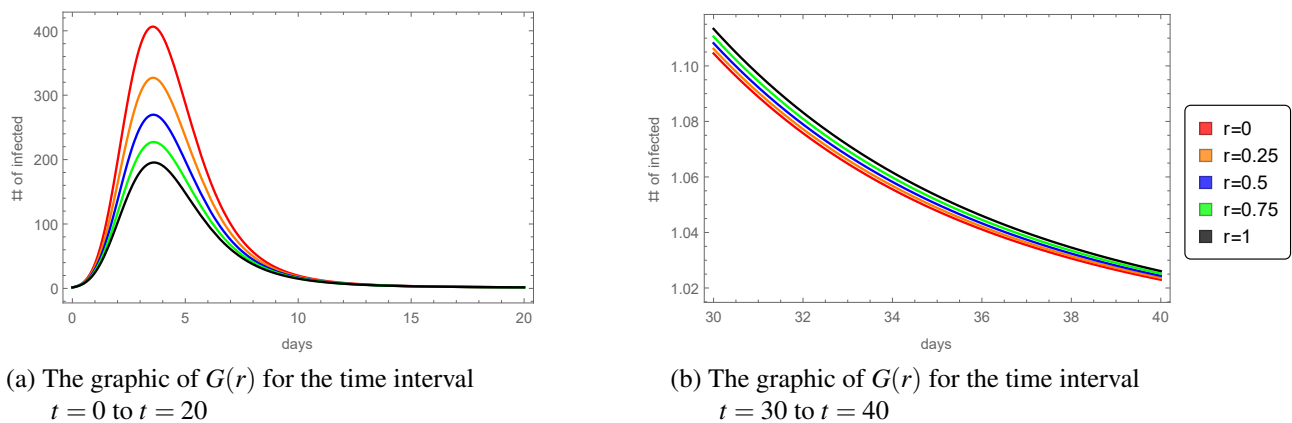 400
300
200
100
0
# of infected
0
5
10
15
20
days
1.10
1.08
1.06
1.04
1.02
# of infected
30
32
34
36
38
40
days
r=0
r=0.25
r=0.5
r=0.75
r=1
(a) The graphic of G(r) for the time interval
t = 0 to t = 20
(b) The graphic of G(r) for the time interval
t = 30 to t = 40